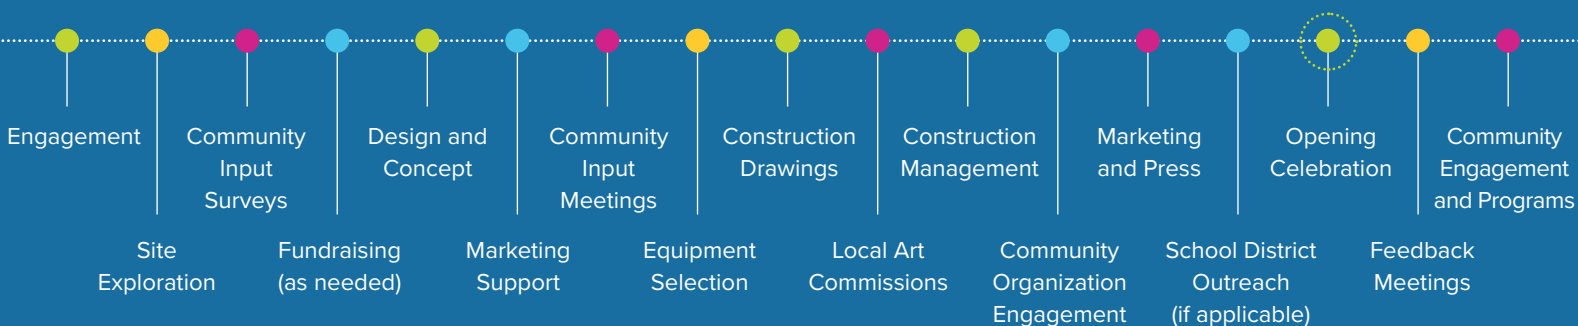 Engagement
Site
Exploration
Community
Input
Surveys
Fundraising
(as needed)
Design and
Concept
Marketing
Support
Community
Input
Meetings
Equipment
Selection
Construction
Drawings
Local Art
Commissions
Construction
Management
Community
Organization
Engagement
Marketing
and Press
School District
Outreach
(if applicable)
Opening
Celebration
Feedback
Meetings
Community
Engagement
and Programs